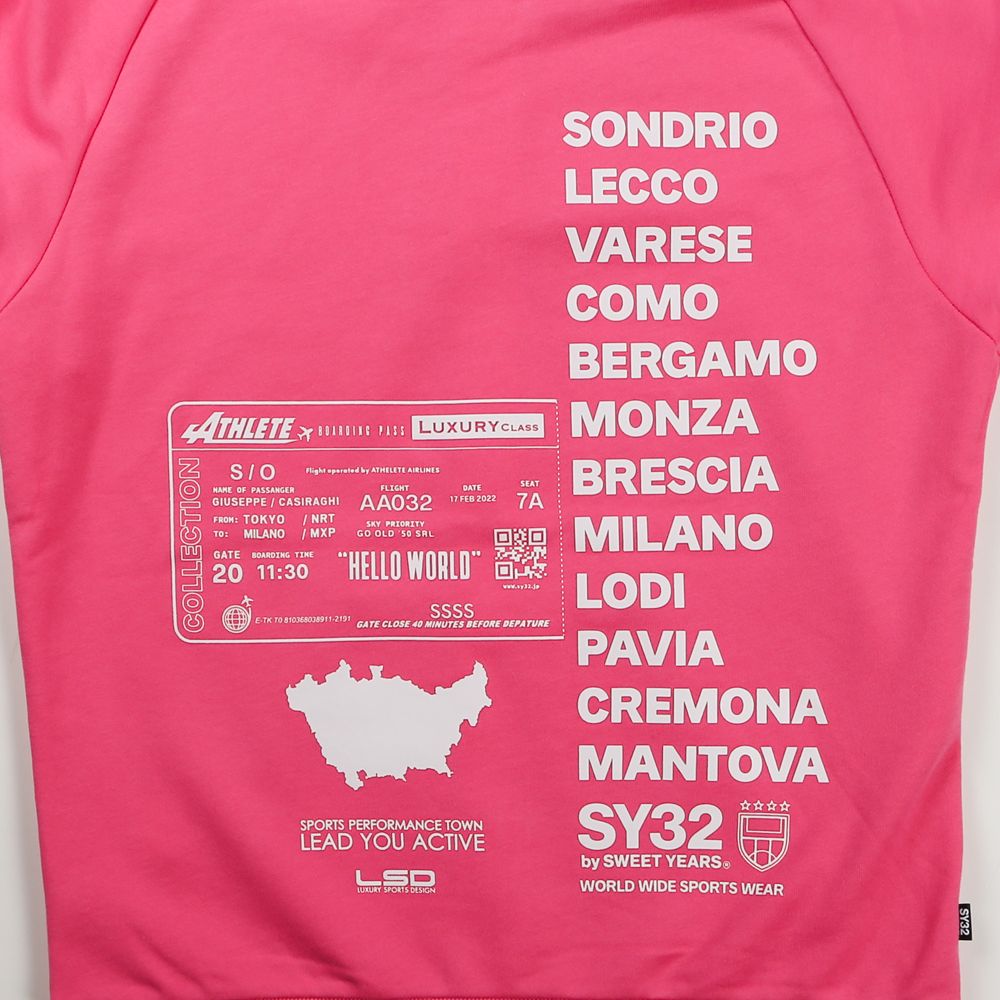 SONDRIO
LECCO
VARESE
COMO
BERGAMO
MONZA
BRESCIA
MILANO
LODI
PAVIA
CREMONA
MANTOVA
SY32
by SWEET YEARS®
WORLD WIDE SPORTS WEAR
ATHLETE BOARDING PASS LUXURY CLASS
COLLECTION
S/O Flight operated by ATHELETE AIRLINES
NAME OF PASSANGER FLIGHT DATE SEAT
GIUSEPPE / CASIRAGHI AA032 17 FEB 2022 7A
FROM: TOKYO / NRT SKY PRIORITY
TO: MILANO / MXP GO OLD '50 SRL
GATE BOARDING TIME "HELLO WORLD"
20 11:30
www.sy32.jp
SSSS
E-TK 70 810368038911-2191 GATE CLOSE 40 MINUTES BEFORE DEPATURE
SPORTS PERFORMANCE TOWN
LEAD YOU ACTIVE
LSD
LUXURY SPORTS DESIGN
SY32